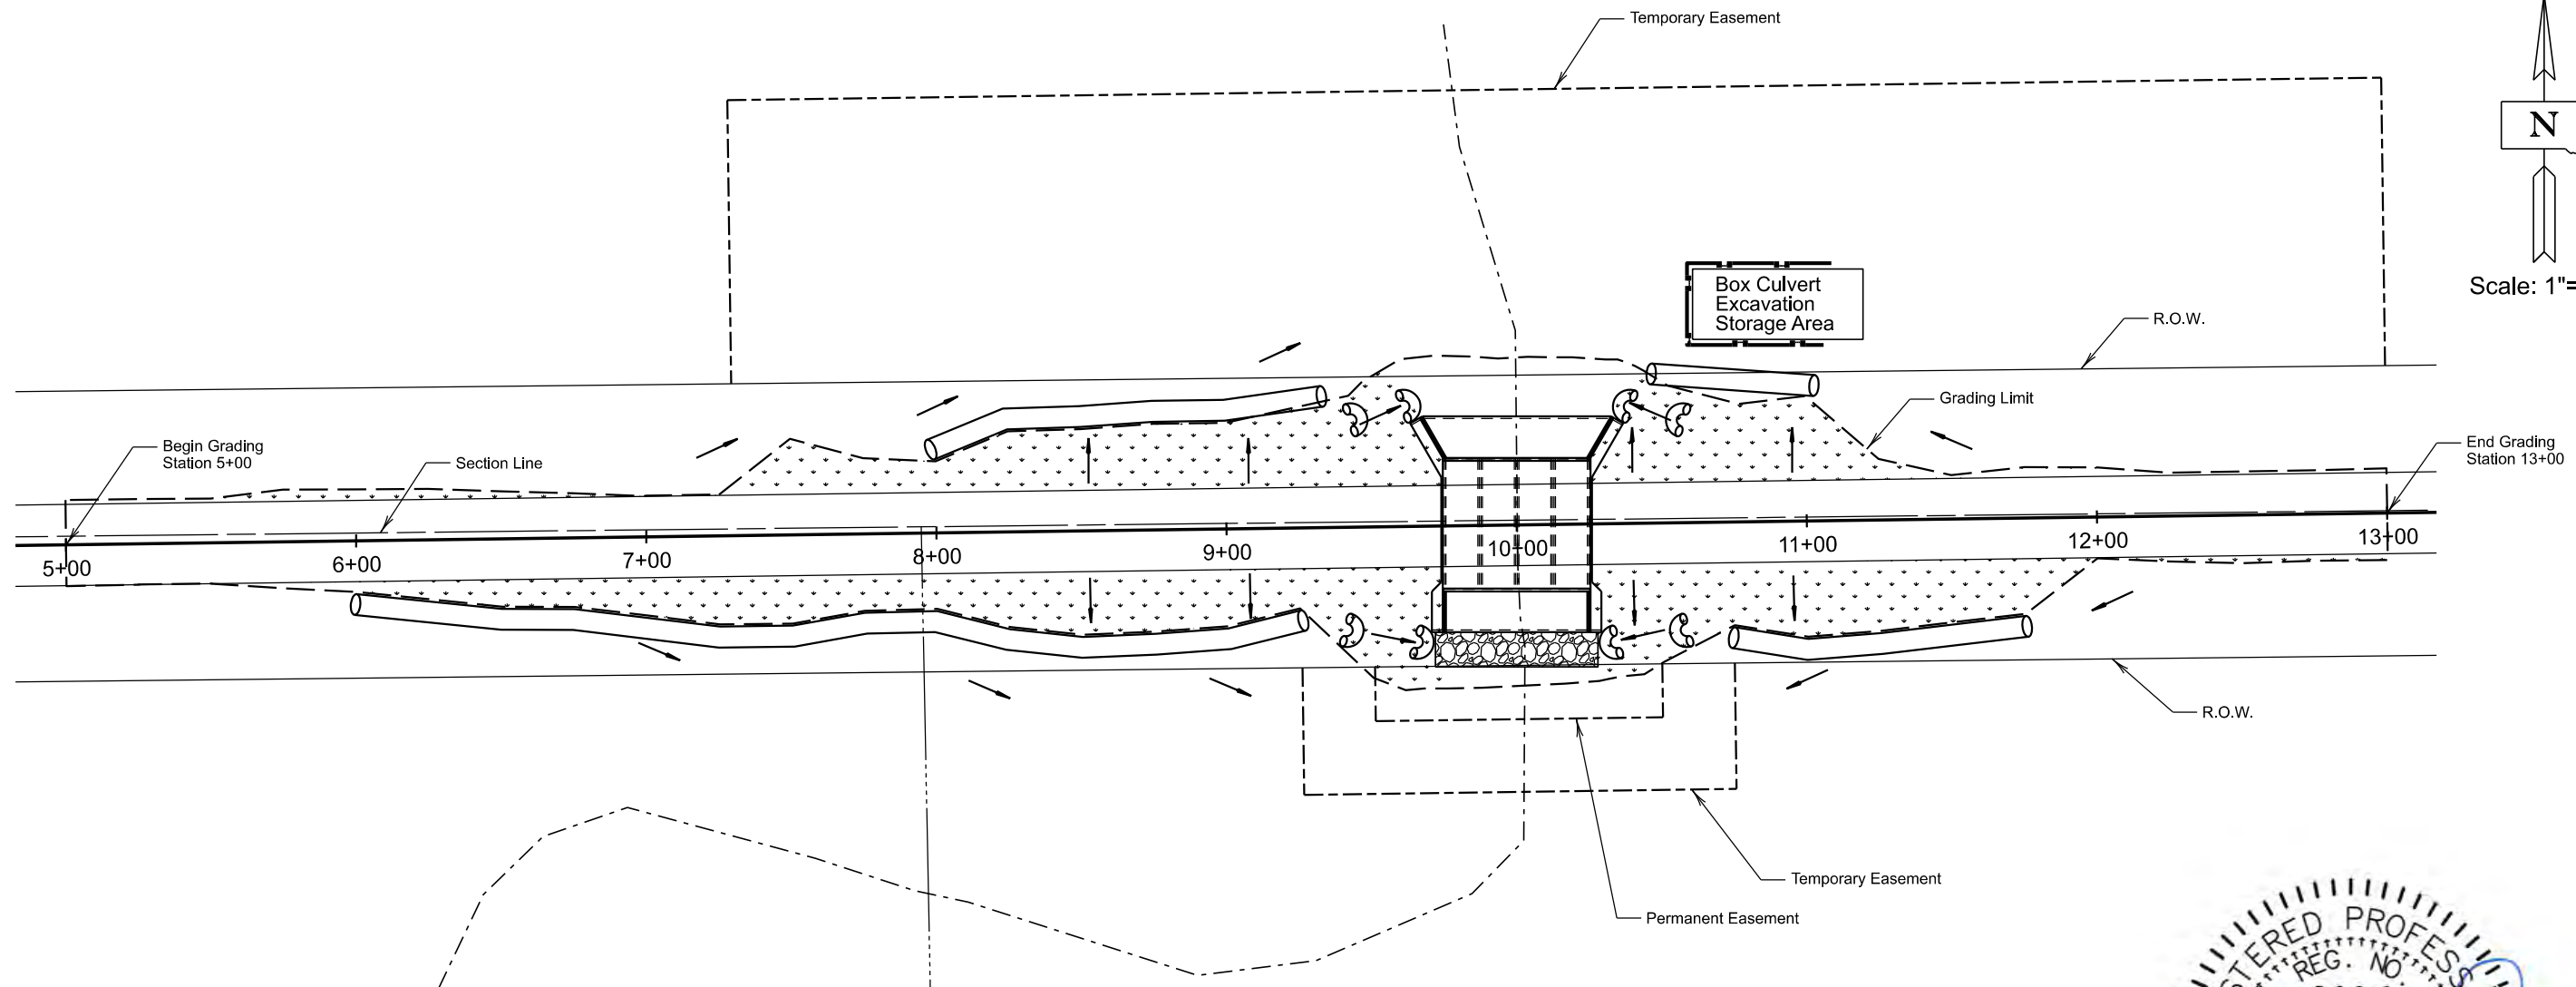 Temporary Easement
N
Scale: 1"=
Box Culvert
Excavation
Storage Area
R.O.W.
Grading Limit
Begin Grading
Station 5+00
Section Line
End Grading
Station 13+00
5+00
6+00
7+00
8+00
9+00
10+00
11+00
12+00
13+00
R.O.W.
Temporary Easement
Permanent Easement
STERED PROFESS
REG. NO.